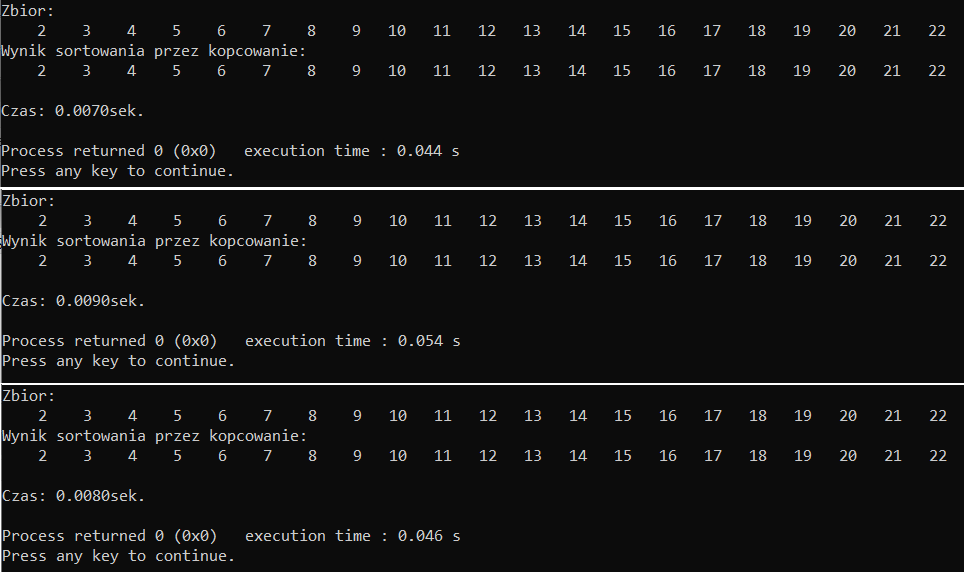 Zbior:
2 3 4 5 6 7 8 9 10 11 12 13 14 15 16 17 18 19 20 21 22
Wynik sortowania przez kopcowanie:
2 3 4 5 6 7 8 9 10 11 12 13 14 15 16 17 18 19 20 21 22
Czas: 0.0070sek.
Process returned 0 (0x0) execution time : 0.044 s
Press any key to continue.
Zbior:
2 3 4 5 6 7 8 9 10 11 12 13 14 15 16 17 18 19 20 21 22
Wynik sortowania przez kopcowanie:
2 3 4 5 6 7 8 9 10 11 12 13 14 15 16 17 18 19 20 21 22
Czas: 0.0090sek.
Process returned 0 (0x0) execution time : 0.054 s
Press any key to continue.
Zbior:
2 3 4 5 6 7 8 9 10 11 12 13 14 15 16 17 18 19 20 21 22
Wynik sortowania przez kopcowanie:
2 3 4 5 6 7 8 9 10 11 12 13 14 15 16 17 18 19 20 21 22
Czas: 0.0080sek.
Process returned 0 (0x0) execution time : 0.046 s
Press any key to continue.